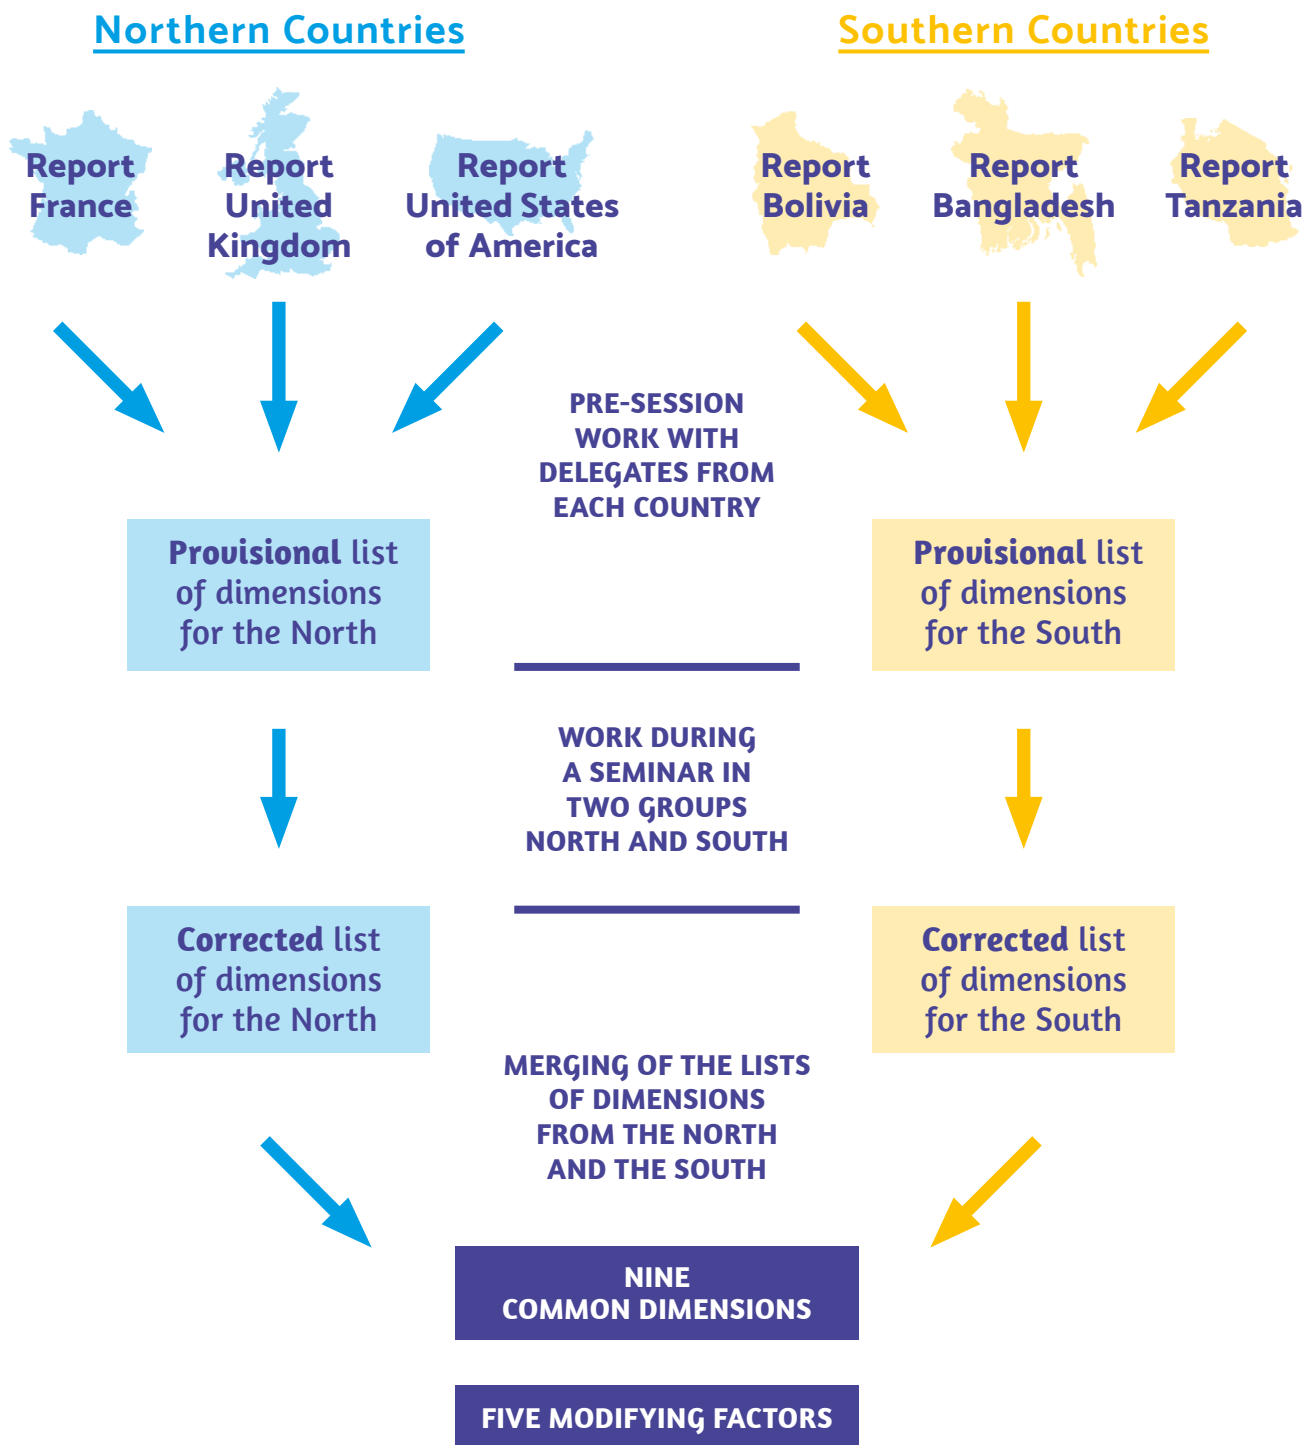 Northern Countries
Southern Countries
Report
France
Report
United
Kingdom
Report
United States
of America
Report
Bolivia
Report
Bangladesh
Report
Tanzania
PRE-SESSION
WORK WITH
DELEGATES FROM
EACH COUNTRY
Provisional list
of dimensions
for the North
Provisional list
of dimensions
for the South
WORK DURING
A SEMINAR IN
TWO GROUPS
NORTH AND SOUTH
Corrected list
of dimensions
for the North
Corrected list
of dimensions
for the South
MERGING OF THE LISTS
OF DIMENSIONS
FROM THE NORTH
AND THE SOUTH
NINE
COMMON DIMENSIONS
FIVE MODIFYING FACTORS